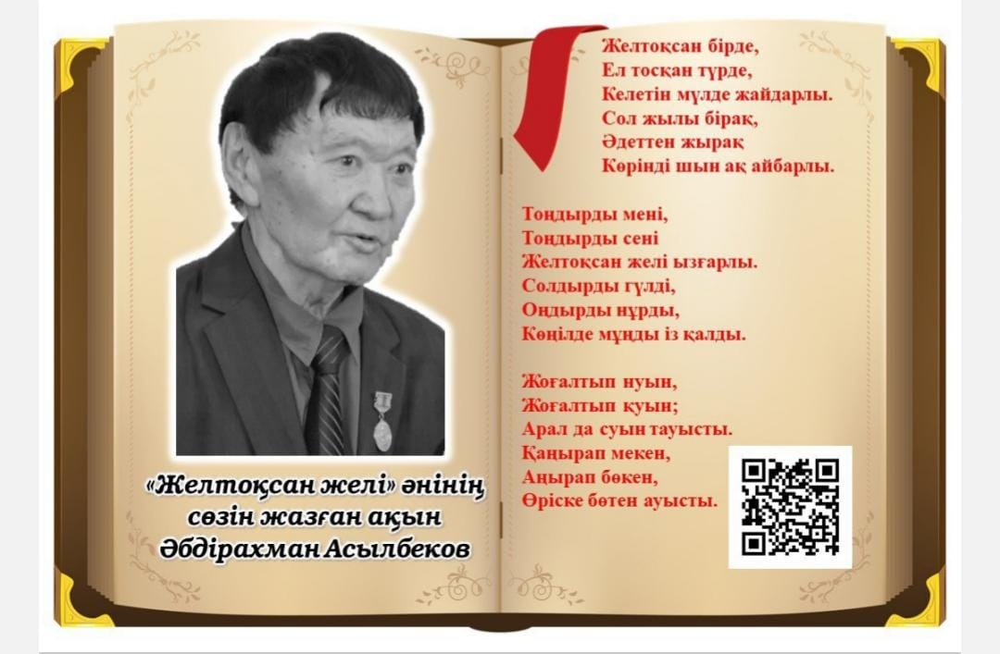 «Желтоқсан желі» әнінің
сөзін жазған ақын
Әбдірахман Асылбеков
Желтоқсан бірде,
Ел тосқан түрде,
Келетін мүлде жайдарлы.
Сол жылы бірақ,
Әдеттен жырақ
Көрінді шын ақ айбарлы.
Тоңдырды мені,
Тоңдырды сені
Желтоқсан желі ызғарлы.
Солдырды гүлді,
Оңдырды нұрды,
Көңілде мұңды із қалды.
Жоғалтып нуын,
Жоғалтып қуын;
Арал да суын тауысты.
Қаңырап мекен,
Аңырап бөкен,
Өріске бөтен ауысты.